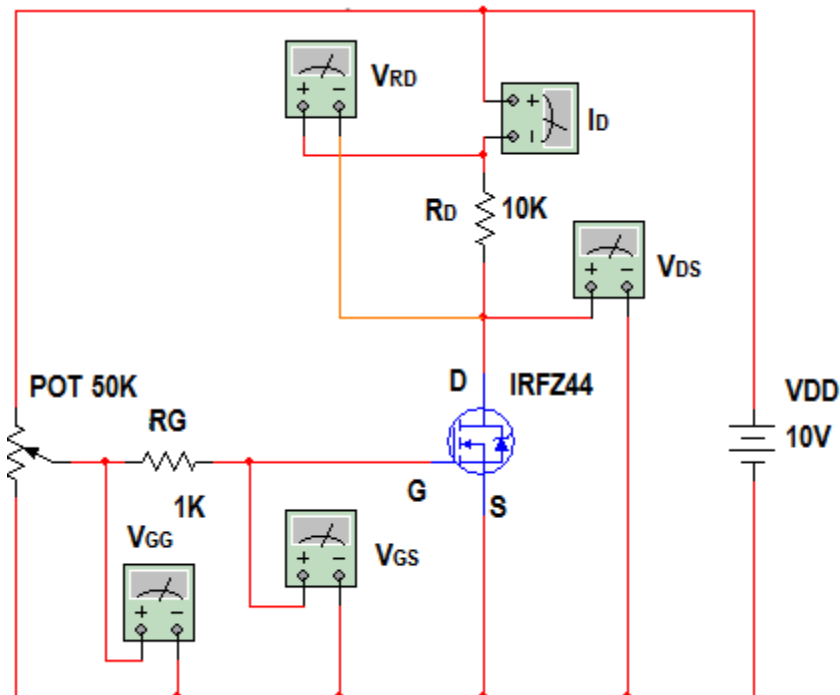 VRD
+ −
ID
+
−
RD 10K
VDS
+ −
POT 50K
D IRFZ44
VDD
10V
RG
1K
G S
VGG
+ −
VGS
+ −